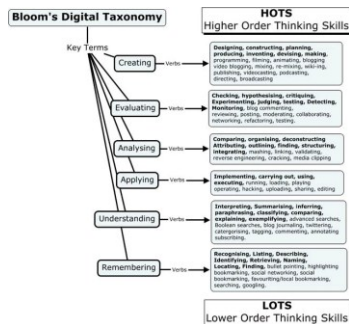 Bloom's Digital Taxonomy
HOTS
Higher Order Thinking Skills
Key Terms
Creating
Verbs
Designing, constructing, planning,
producing, inventing, devising, making,
programming, filming, animating, blogging
video blogging, mixing, re-mixing, wiki-ing,
publishing, videocasting, podcasting,
directing, broadcasting
Evaluating
Verbs
Checking, hypothesising, critiquing,
Experimenting, judging, testing, Detecting,
Monitoring, blog commenting,
reviewing, posting, moderating, collaborating,
networking, refactoring, testing.
Analysing
Verbs
Comparing, organising, deconstructing
Attributing, outlining, finding, structuring,
integrating, mashing, linking, validating,
reverse engineering, cracking, media clipping
Applying
Verbs
Implementing, carrying out, using,
executing, running, loading, playing
operating, hacking, uploading, sharing, editing
Understanding
Verbs
Interpreting, Summarising, inferring,
paraphrasing, classifying, comparing,
explaining, exemplifying, advanced searches,
Boolean searches, blog journaling, twittering,
catergorising, tagging, commenting, annotating
subscribing.
Remembering
Verbs
Recognising, Listing, Describing,
Identifying, Retrieving, Naming,
Locating, Finding, bullet pointing, highlighting
bookmarking, social networking, social
bookmarking, favouriting/local bookmarking,
searching, googling.
LOTS
Lower Order Thinking Skills